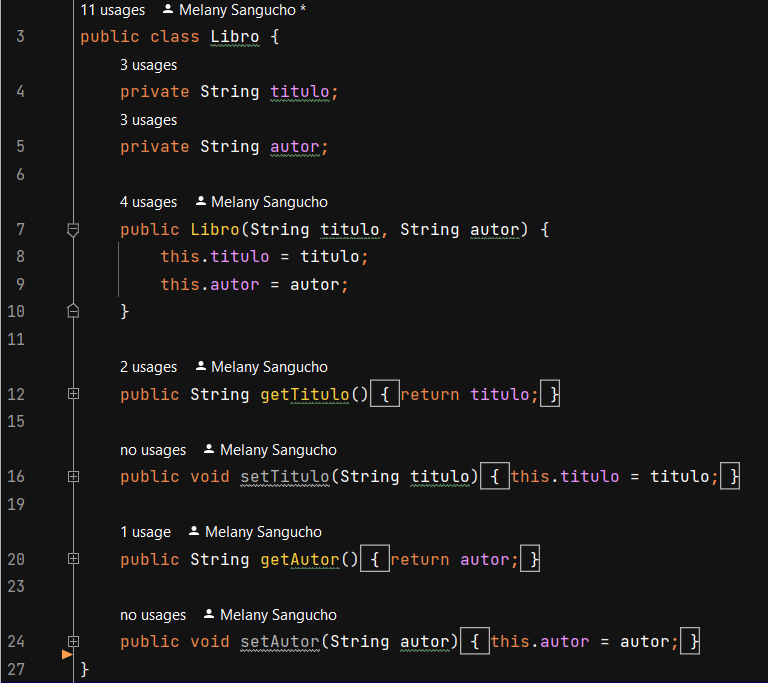 11 usages Melany Sangucho *
3 public class Libro {
3 usages
4 private String titulo;
3 usages
5 private String autor;
6
4 usages Melany Sangucho
7 public Libro(String titulo, String autor) {
8 this.titulo = titulo;
9 this.autor = autor;
10 }
11
2 usages Melany Sangucho
12 public String getTitulo() { return titulo; }
15
no usages Melany Sangucho
16 public void setTitulo(String titulo) { this.titulo = titulo; }
19
1 usage Melany Sangucho
20 public String getAutor() { return autor; }
23
no usages Melany Sangucho
24 public void setAutor(String autor) { this.autor = autor; }
27 }